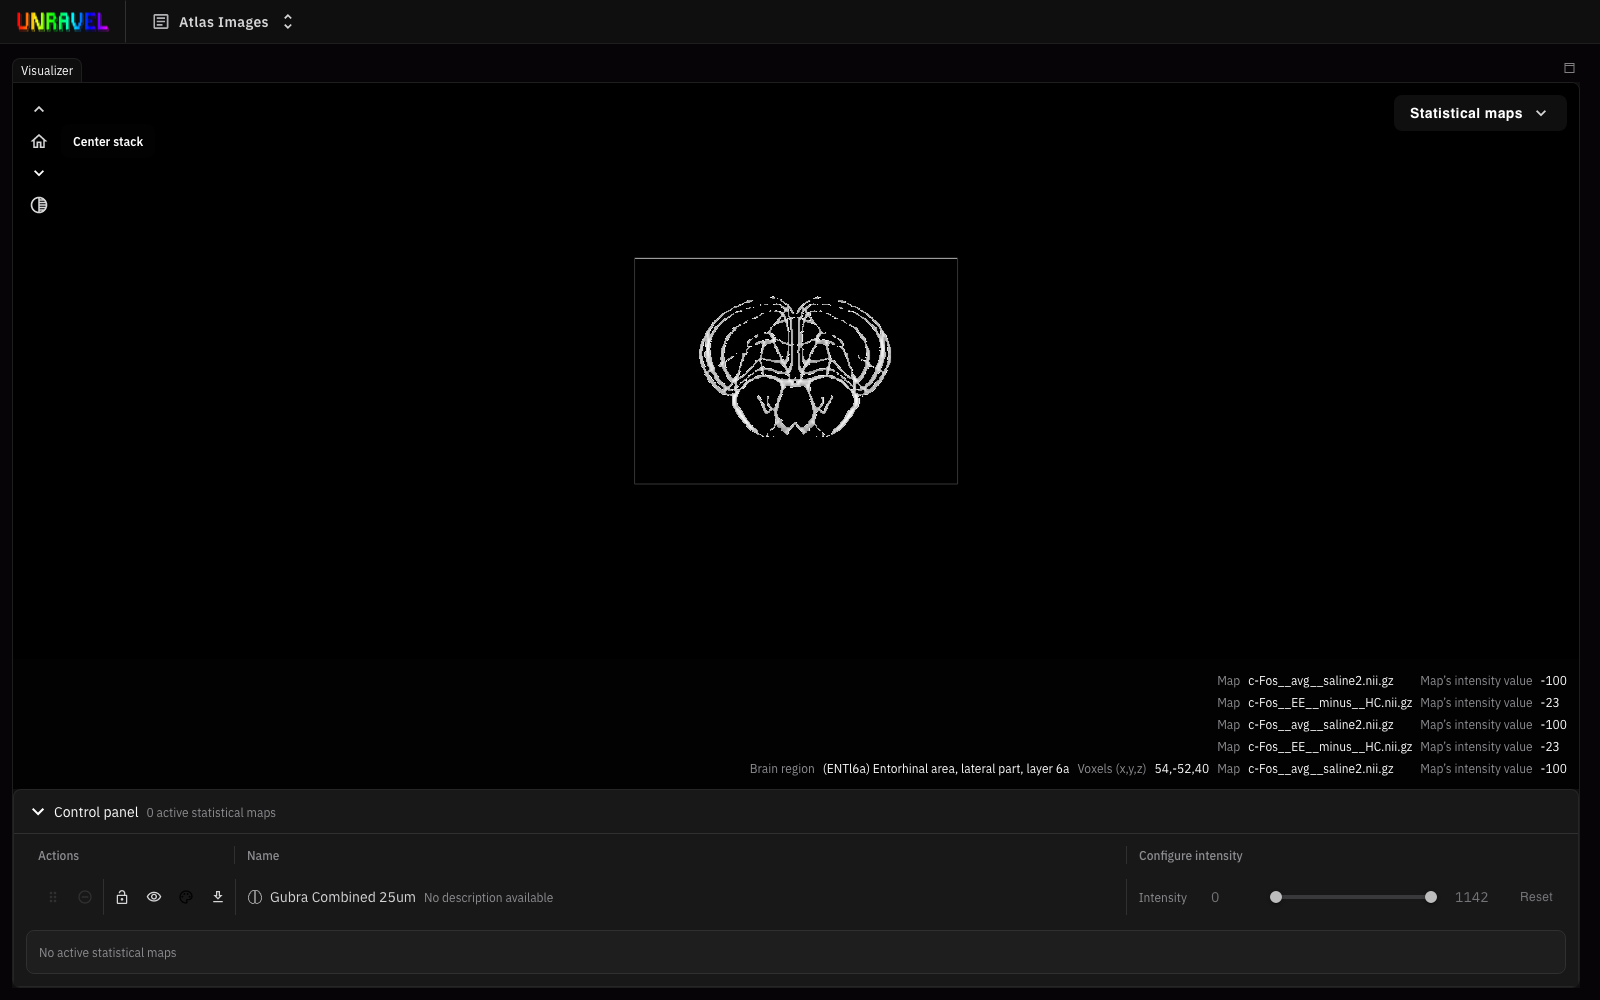 UNRAVEL
Atlas Images
Visualizer
Center stack
Statistical maps
Map c-Fos__avg__saline2.nii.gz Map's intensity value -100
Map c-Fos__EE__minus__HC.nii.gz Map's intensity value -23
Map c-Fos__avg__saline2.nii.gz Map's intensity value -100
Map c-Fos__EE__minus__HC.nii.gz Map's intensity value -23
Brain region (ENTl6a) Entorhinal area, lateral part, layer 6a Voxels (x,y,z) 54,-52,40 Map c-Fos__avg__saline2.nii.gz Map's intensity value -100
Control panel 0 active statistical maps
Actions Name Configure intensity
Gubra Combined 25um No description available Intensity 0 1142 Reset
No active statistical maps